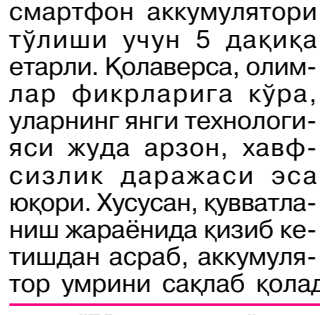 смартфон аккумулятори
тўлиши учун 5 дақиқа
етарли. Қолаверса, олим-
лар фикрларига кўра,
уларнинг янги технологи-
яси жуда арзон, хавф-
сизлик даражаси эса
юқори. Хусусан, қувватла-
ниш жараёнида қизиб ке-
тишдан асраб, аккумуля-
тор умрини сақлаб қолад